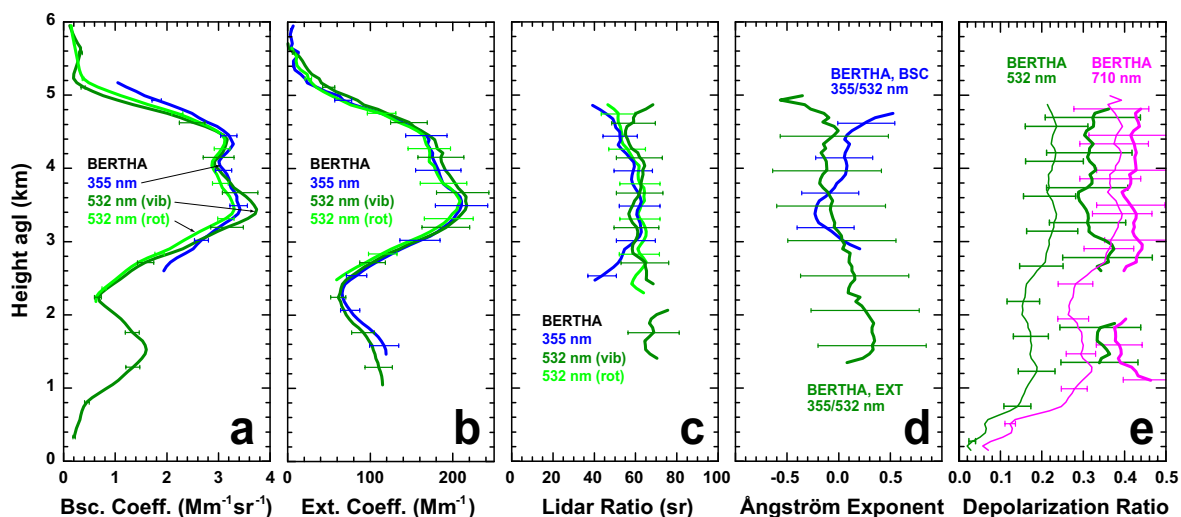 6
5
4
3
2
1
0
Height agl (km)
BERTHA
355 nm
532 nm (vib)
532 nm (rot)
a
0 1 2 3 4
Bsc. Coeff. (Mm⁻¹sr⁻¹)
BERTHA
355 nm
532 nm (vib)
532 nm (rot)
b
0 100 200
Ext. Coeff. (Mm⁻¹)
BERTHA
355 nm
532 nm (vib)
532 nm (rot)
c
0 20 40 60 80 100
Lidar Ratio (sr)
BERTHA, BSC
355/532 nm
BERTHA, EXT
355/532 nm
d
-0.5 0.0 0.5
Ångström Exponent
BERTHA
532 nm
BERTHA
710 nm
e
0.0 0.1 0.2 0.3 0.4 0.5
Depolarization Ratio